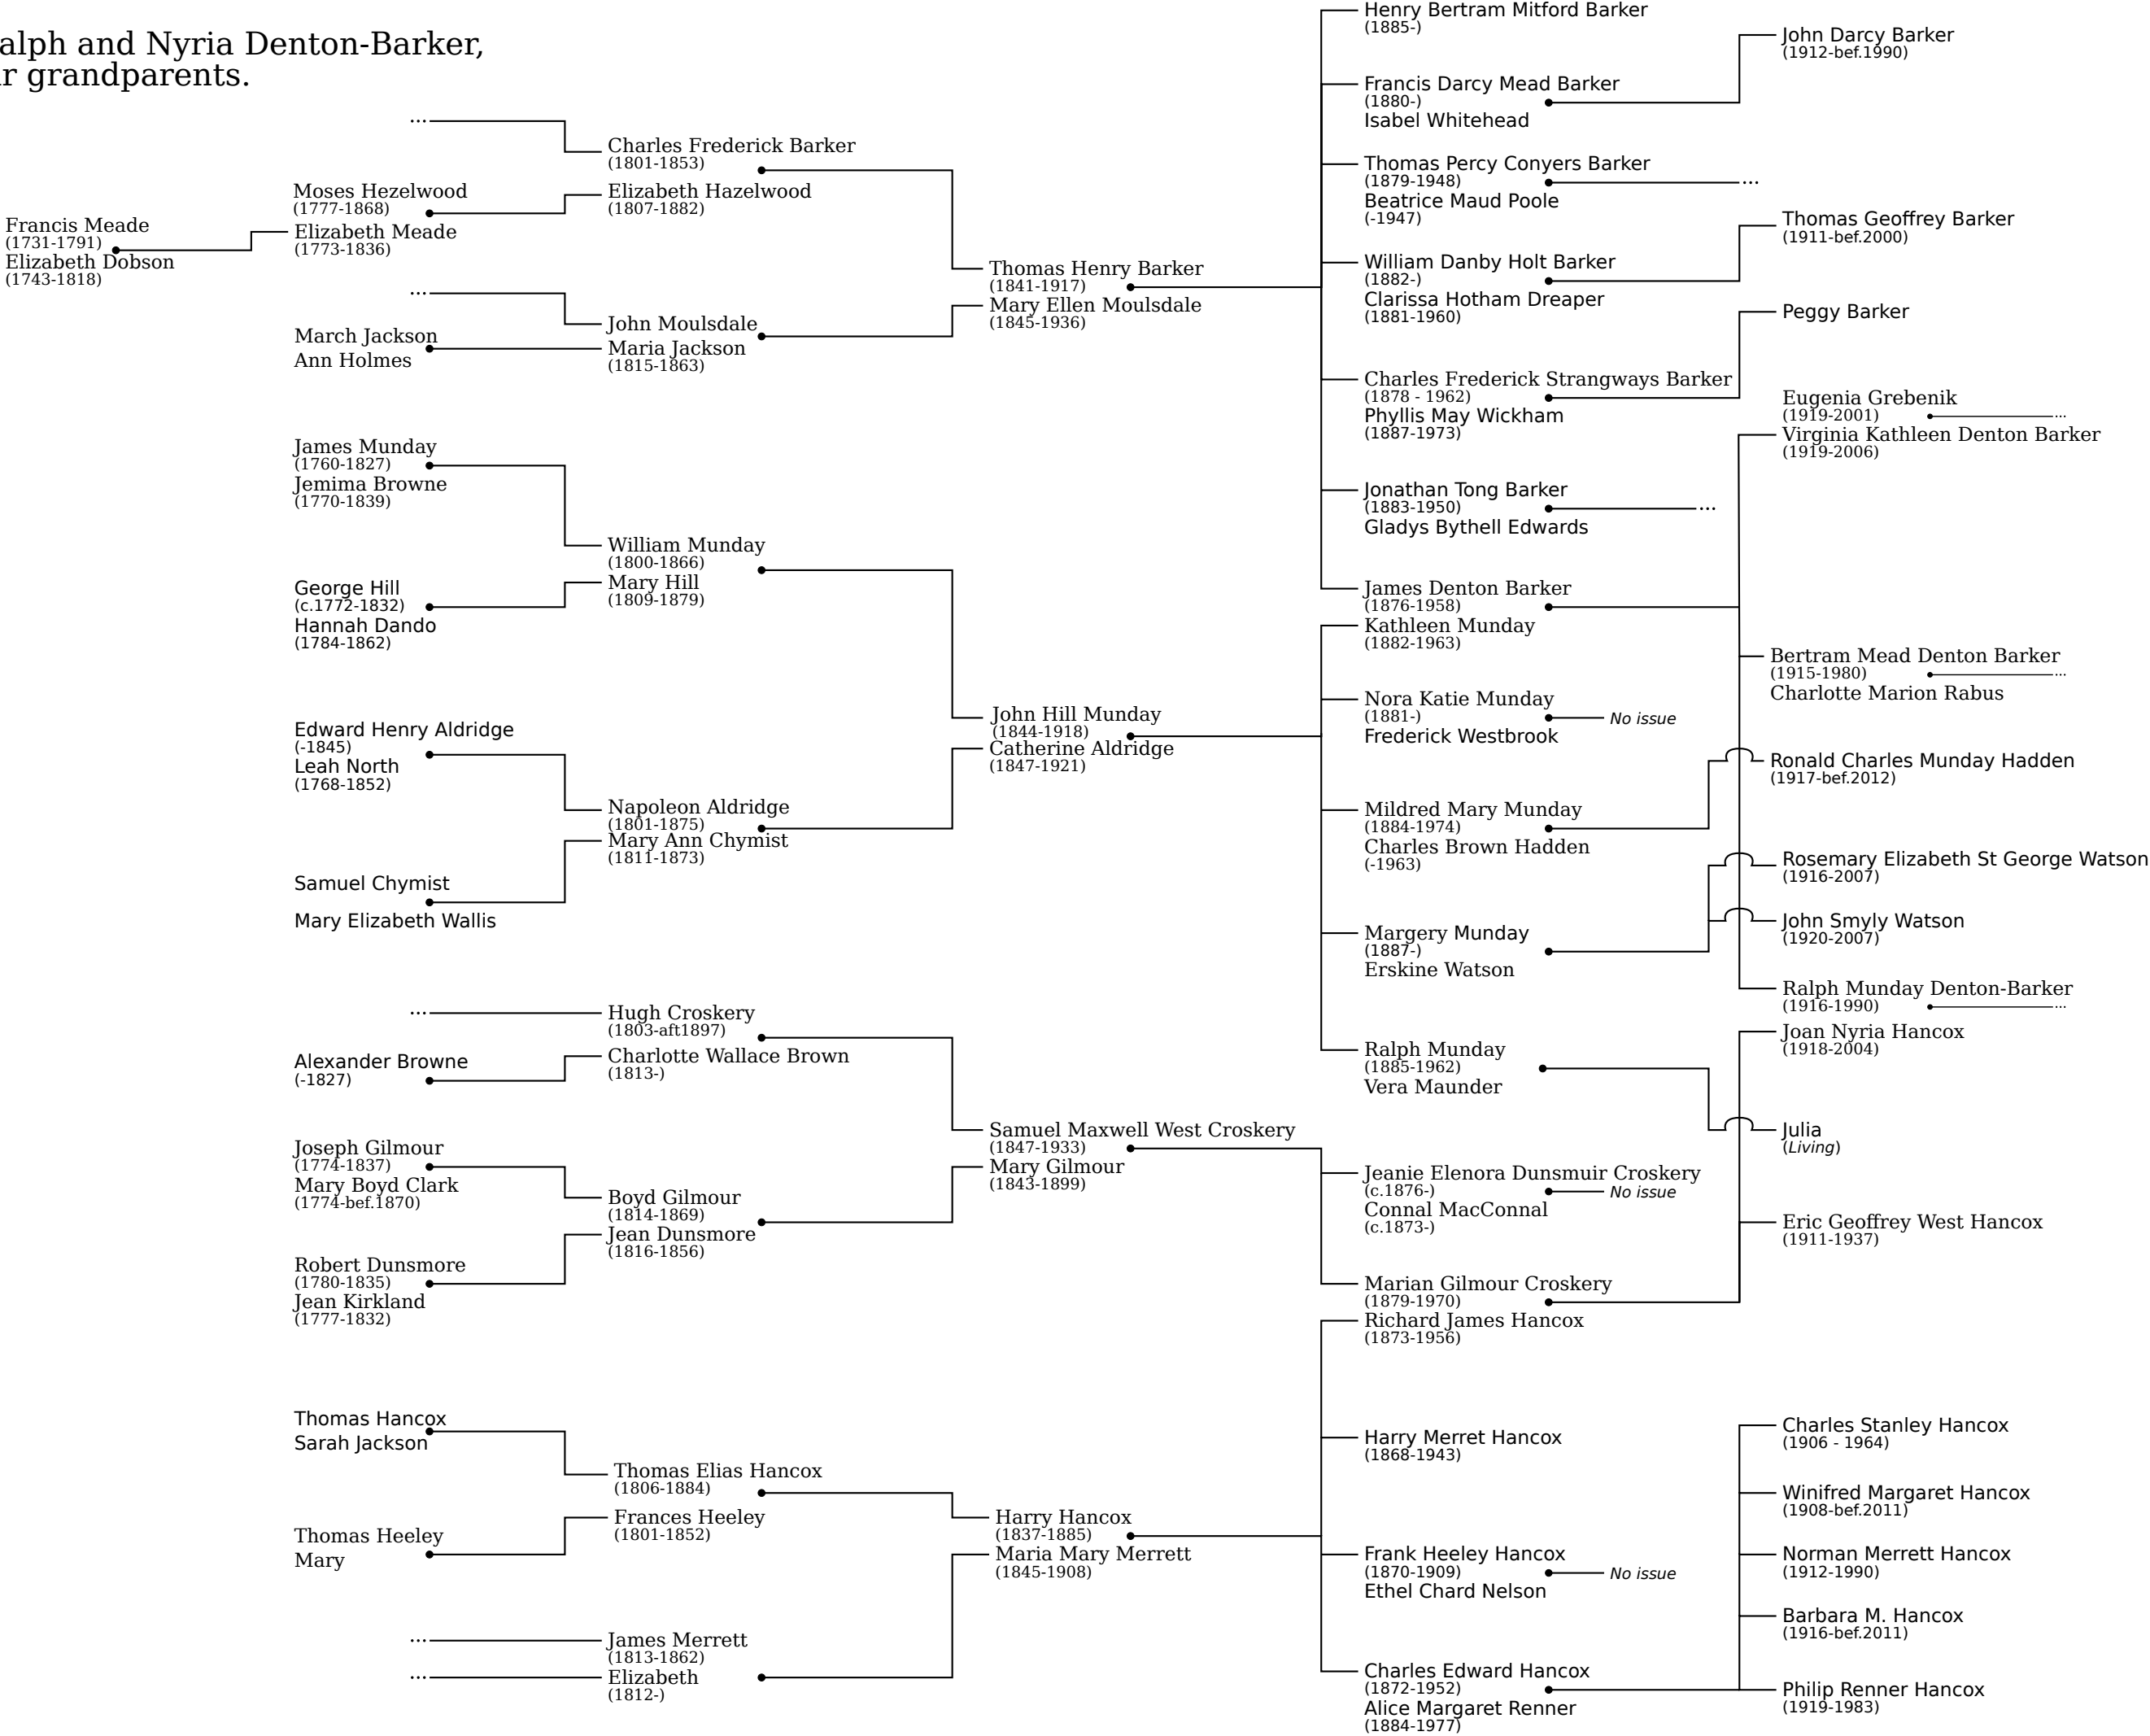 alph and Nyria Denton-Barker,
r grandparents.
Francis Meade
(1731-1791)
Elizabeth Dobson
(1743-1818)
...
Moses Hezelwood
(1777-1868)
Elizabeth Meade
(1773-1836)
...
March Jackson
Ann Holmes
James Munday
(1760-1827)
Jemima Browne
(1770-1839)
George Hill
(c.1772-1832)
Hannah Dando
(1784-1862)
Edward Henry Aldridge
(-1845)
Leah North
(1768-1852)
Samuel Chymist
Mary Elizabeth Wallis
...
Alexander Browne
(-1827)
Joseph Gilmour
(1774-1837)
Mary Boyd Clark
(1774-bef.1870)
Robert Dunsmore
(1780-1835)
Jean Kirkland
(1777-1832)
Thomas Hancox
Sarah Jackson
Thomas Heeley
Mary
...
...
Charles Frederick Barker
(1801-1853)
Elizabeth Hazelwood
(1807-1882)
John Moulsdale
Maria Jackson
(1815-1863)
William Munday
(1800-1866)
Mary Hill
(1809-1879)
Napoleon Aldridge
(1801-1875)
Mary Ann Chymist
(1811-1873)
Hugh Croskery
(1803-aft1897)
Charlotte Wallace Brown
(1813-)
Boyd Gilmour
(1814-1869)
Jean Dunsmore
(1816-1856)
Thomas Elias Hancox
(1806-1884)
Frances Heeley
(1801-1852)
James Merrett
(1813-1862)
Elizabeth
(1812-)
Thomas Henry Barker
(1841-1917)
Mary Ellen Moulsdale
(1845-1936)
John Hill Munday
(1844-1918)
Catherine Aldridge
(1847-1921)
Samuel Maxwell West Croskery
(1847-1933)
Mary Gilmour
(1843-1899)
Harry Hancox
(1837-1885)
Maria Mary Merrett
(1845-1908)
Henry Bertram Mitford Barker
(1885-)
Francis Darcy Mead Barker
(1880-)
Isabel Whitehead
Thomas Percy Conyers Barker
(1879-1948)
...
Beatrice Maud Poole
(-1947)
William Danby Holt Barker
(1882-)
Clarissa Hotham Dreaper
(1881-1960)
Charles Frederick Strangways Barker
(1878 - 1962)
Phyllis May Wickham
(1887-1973)
Jonathan Tong Barker
(1883-1950)
...
Gladys Bythell Edwards
James Denton Barker
(1876-1958)
Kathleen Munday
(1882-1963)
Nora Katie Munday
(1881-)
No issue
Frederick Westbrook
Mildred Mary Munday
(1884-1974)
Charles Brown Hadden
(-1963)
Margery Munday
(1887-)
Erskine Watson
Ralph Munday
(1885-1962)
Vera Maunder
Jeanie Elenora Dunsmuir Croskery
(c.1876-)
No issue
Connal MacConnal
(c.1873-)
Marian Gilmour Croskery
(1879-1970)
Richard James Hancox
(1873-1956)
Harry Merret Hancox
(1868-1943)
Frank Heeley Hancox
(1870-1909)
No issue
Ethel Chard Nelson
Charles Edward Hancox
(1872-1952)
Alice Margaret Renner
(1884-1977)
John Darcy Barker
(1912-bef.1990)
Thomas Geoffrey Barker
(1911-bef.2000)
Peggy Barker
Eugenia Grebenik
(1919-2001)
...
Virginia Kathleen Denton Barker
(1919-2006)
Bertram Mead Denton Barker
(1915-1980)
...
Charlotte Marion Rabus
Ronald Charles Munday Hadden
(1917-bef.2012)
Rosemary Elizabeth St George Watson
(1916-2007)
John Smyly Watson
(1920-2007)
Ralph Munday Denton-Barker
(1916-1990)
...
Joan Nyria Hancox
(1918-2004)
Julia
(Living)
Eric Geoffrey West Hancox
(1911-1937)
Charles Stanley Hancox
(1906 - 1964)
Winifred Margaret Hancox
(1908-bef.2011)
Norman Merrett Hancox
(1912-1990)
Barbara M. Hancox
(1916-bef.2011)
Philip Renner Hancox
(1919-1983)